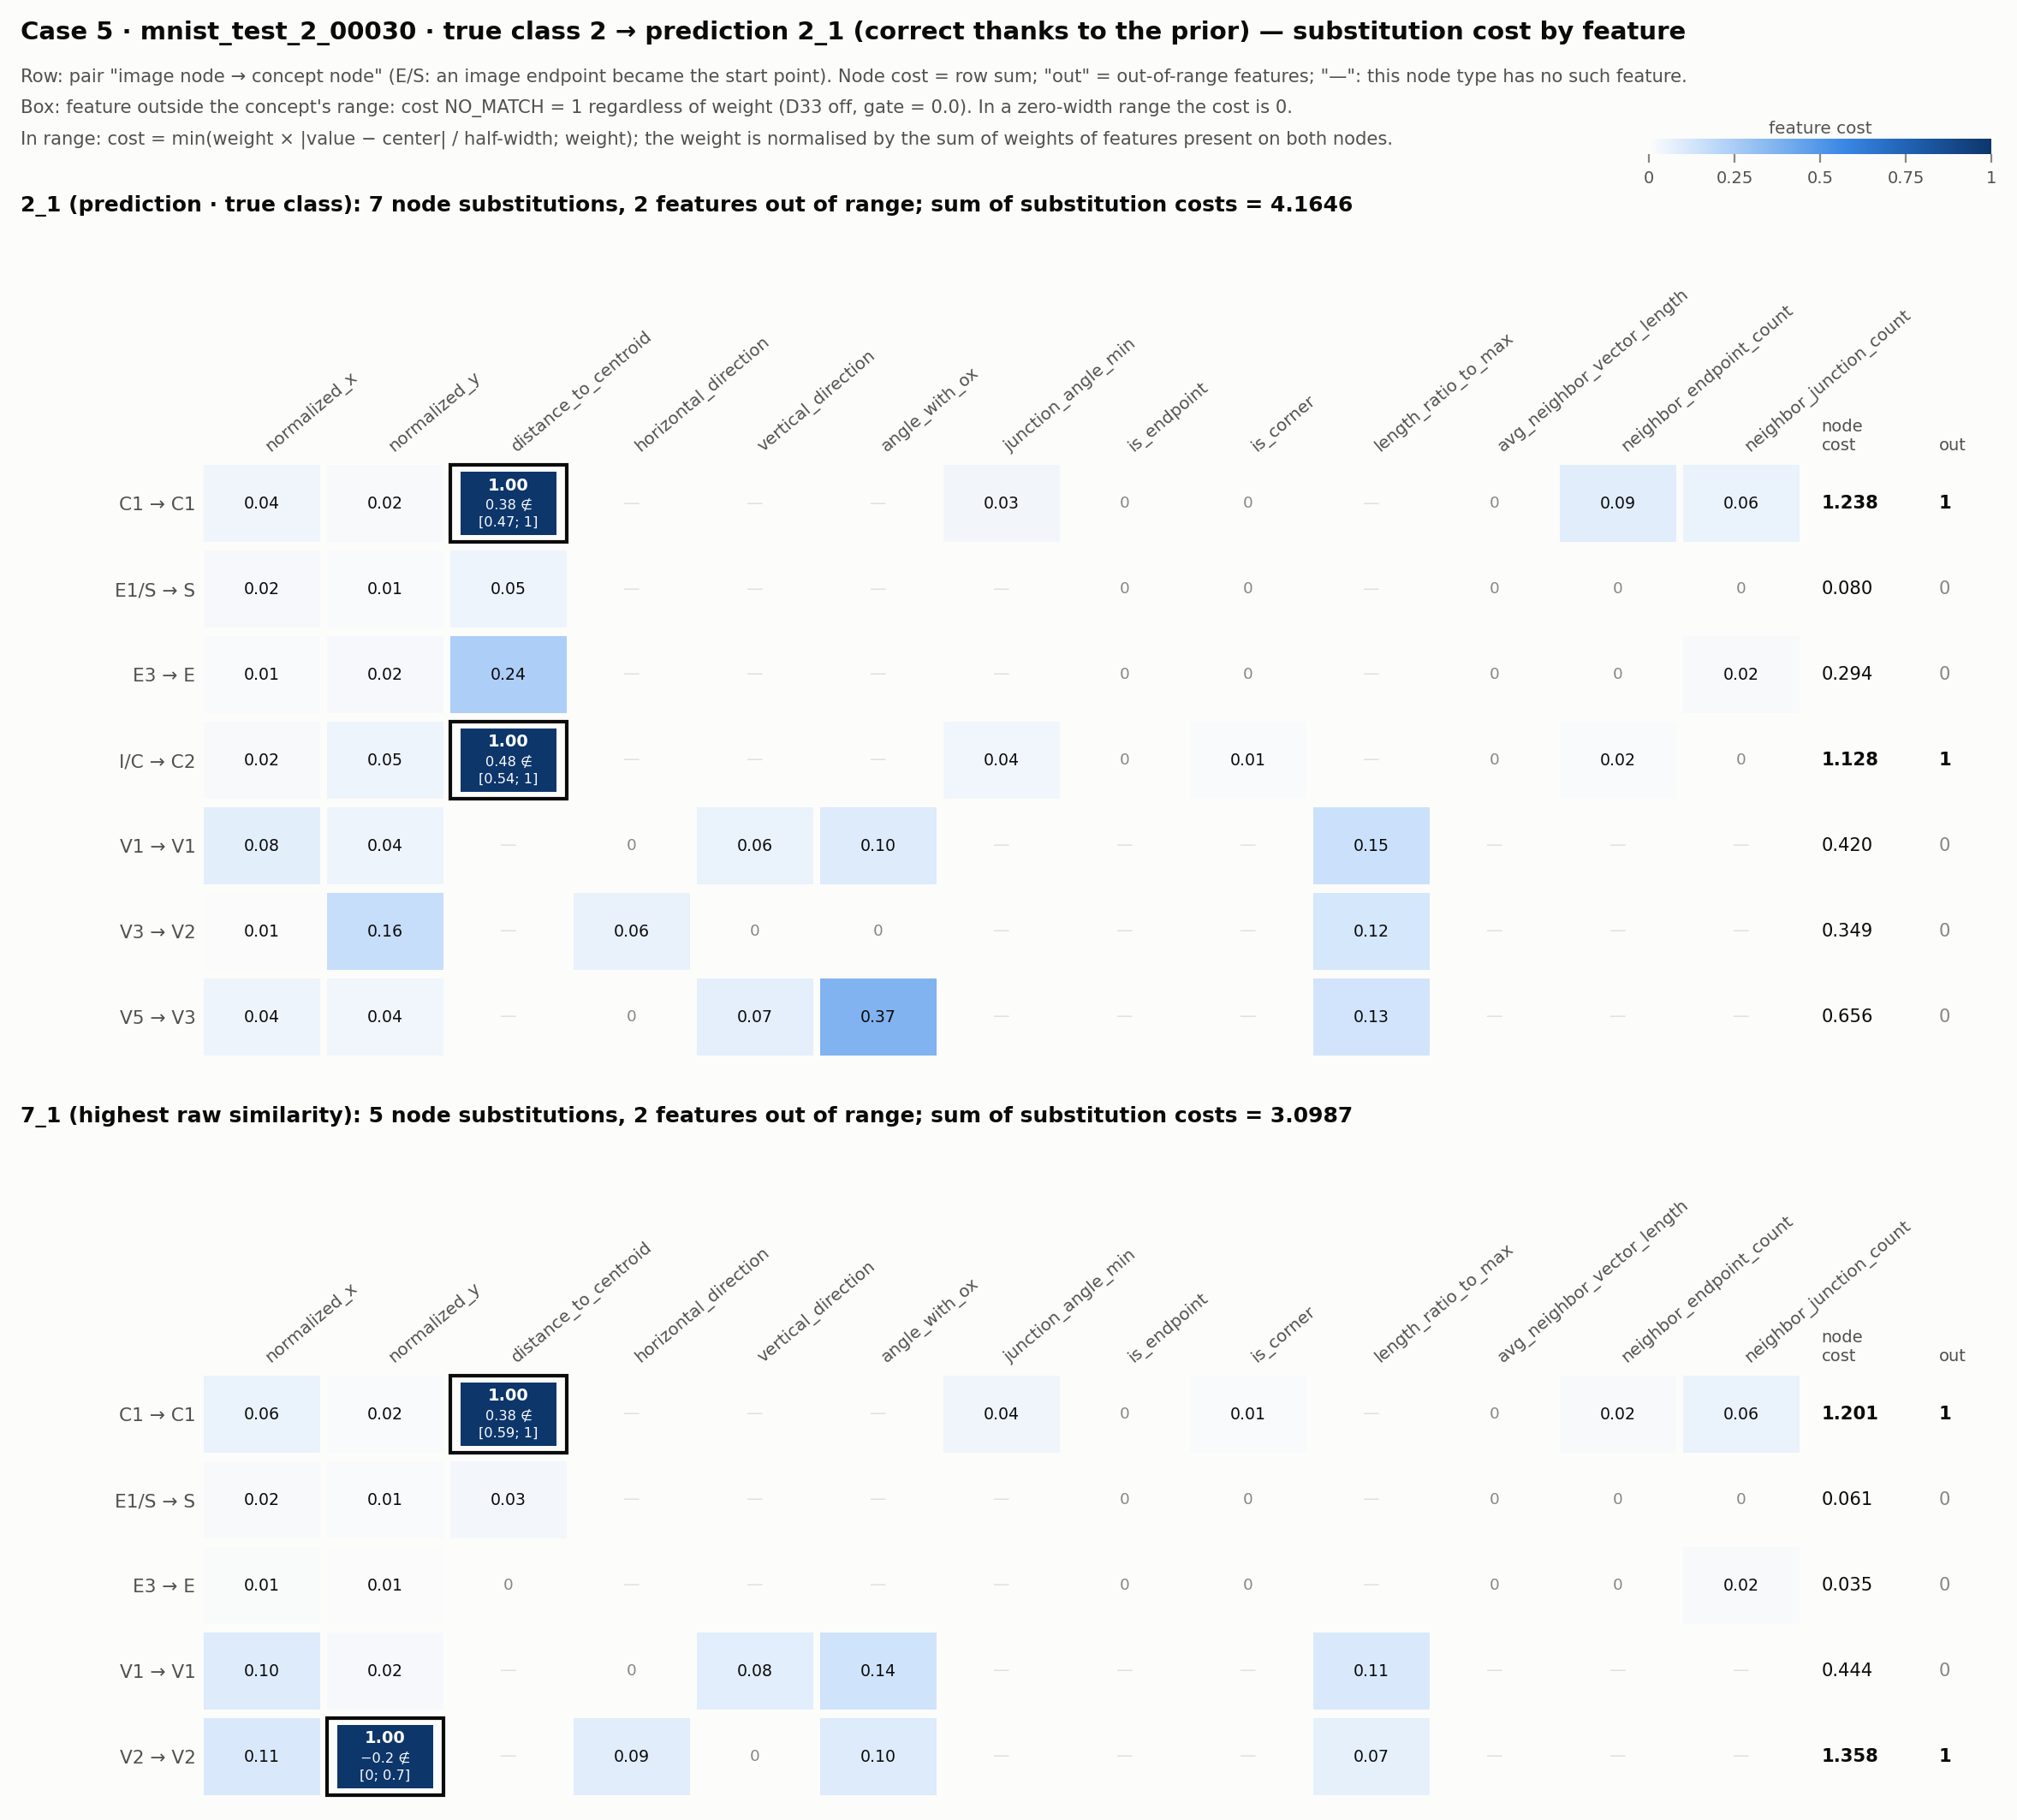 Case 5 · mnist_test_2_00030 · true class 2 → prediction 2_1 (correct thanks to the prior) — substitution cost by feature
Row: pair "image node → concept node" (E/S: an image endpoint became the start point). Node cost = row sum; "out" = out-of-range features; "—": this node type has no such feature.
Box: feature outside the concept's range: cost NO_MATCH = 1 regardless of weight (D33 off, gate = 0.0). In a zero-width range the cost is 0.
In range: cost = min(weight × |value − center| / half-width; weight); the weight is normalised by the sum of weights of features present on both nodes.
feature cost
0 0.25 0.5 0.75 1
2_1 (prediction · true class): 7 node substitutions, 2 features out of range; sum of substitution costs = 4.1646
normalized_x normalized_y distance_to_centroid horizontal_direction vertical_direction angle_with_ox junction_angle_min is_endpoint is_corner length_ratio_to_max avg_neighbor_vector_length neighbor_endpoint_count neighbor_junction_count node cost out
C1 → C1 0.04 0.02 1.00 0.38 ∉ [0.47; 1] — — — 0.03 0 0 — 0 0.09 0.06 1.238 1
E1/S → S 0.02 0.01 0.05 — — — — 0 0 — 0 0 0 0.080 0
E3 → E 0.01 0.02 0.24 — — — — 0 0 — 0 0 0.02 0.294 0
I/C → C2 0.02 0.05 1.00 0.48 ∉ [0.54; 1] — — — 0.04 0 0.01 — 0 0.02 0 1.128 1
V1 → V1 0.08 0.04 — 0 0.06 0.10 — — — 0.15 — — — 0.420 0
V3 → V2 0.01 0.16 — 0.06 0 0 — — — 0.12 — — — 0.349 0
V5 → V3 0.04 0.04 — 0 0.07 0.37 — — — 0.13 — — — 0.656 0
7_1 (highest raw similarity): 5 node substitutions, 2 features out of range; sum of substitution costs = 3.0987
normalized_x normalized_y distance_to_centroid horizontal_direction vertical_direction angle_with_ox junction_angle_min is_endpoint is_corner length_ratio_to_max avg_neighbor_vector_length neighbor_endpoint_count neighbor_junction_count node cost out
C1 → C1 0.06 0.02 1.00 0.38 ∉ [0.59; 1] — — — 0.04 0 0.01 — 0 0.02 0.06 1.201 1
E1/S → S 0.02 0.01 0.03 — — — — 0 0 — 0 0 0 0.061 0
E3 → E 0.01 0.01 0 — — — — 0 0 — 0 0 0.02 0.035 0
V1 → V1 0.10 0.02 — 0 0.08 0.14 — — — 0.11 — — — 0.444 0
V2 → V2 0.11 1.00 −0.2 ∉ [0; 0.7] — 0.09 0 0.10 — — — 0.07 — — — 1.358 1